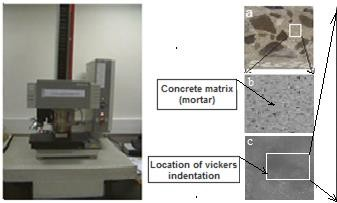 a
b
Concrete matrix
(mortar)
c
Location of vickers
indentation